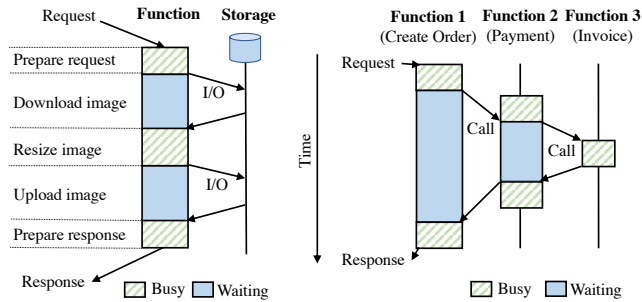 Function
Storage
Request
Prepare request
I/O
Download image
Resize image
I/O
Upload image
Prepare response
Response
Busy
Waiting
Time
Function 1
(Create Order)
Function 2
(Payment)
Function 3
(Invoice)
Request
Call
Call
Response
Busy
Waiting